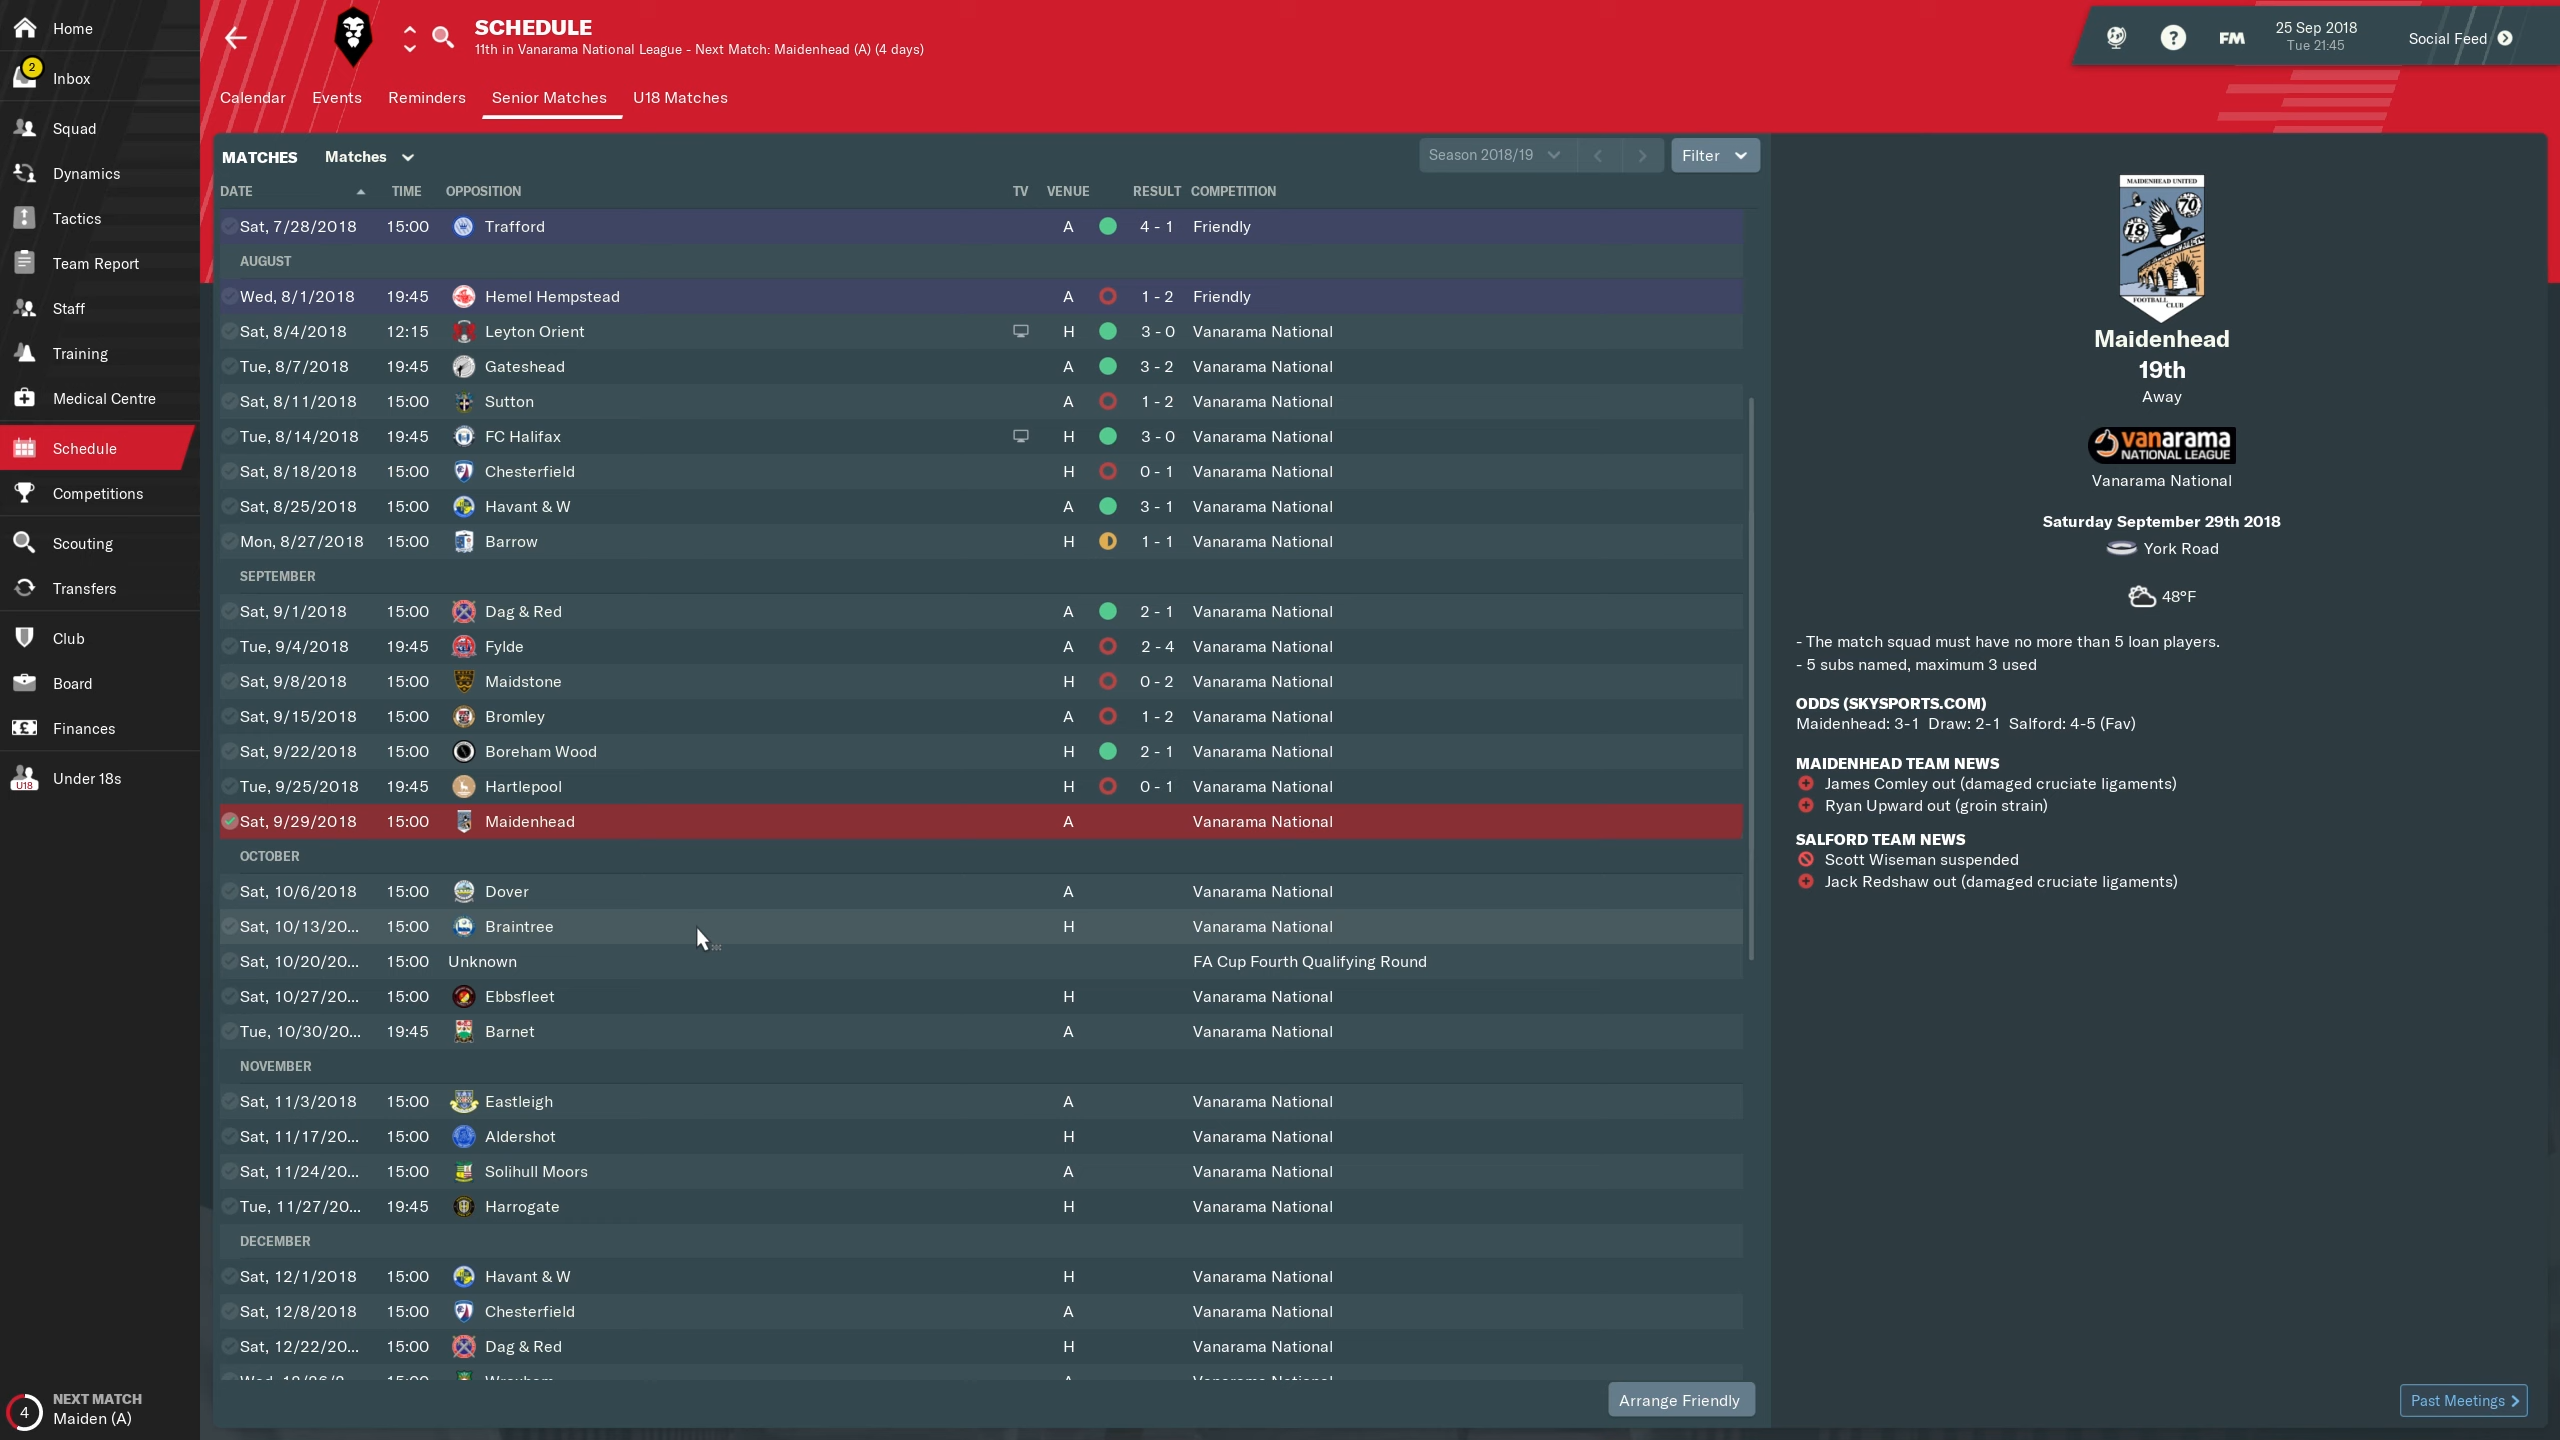 Home
2
Inbox
Squad
Dynamics
Tactics
Team Report
Staff
Training
Medical Centre
Schedule
Competitions
Scouting
Transfers
Club
Board
Finances
U18
Under 18s
4
NEXT MATCH
Maiden (A)
SCHEDULE
11th in Vanarama National League - Next Match: Maidenhead (A) (4 days)
?
FM
25 Sep 2018
Tue 21:45
Social Feed
Calendar Events Reminders Senior Matches U18 Matches
MATCHES Matches
Season 2018/19
Filter
DATE TIME OPPOSITION TV VENUE RESULT COMPETITION
Sat, 7/28/2018 15:00 Trafford A 4 - 1 Friendly
AUGUST
Wed, 8/1/2018 19:45 Hemel Hempstead A 1 - 2 Friendly
Sat, 8/4/2018 12:15 Leyton Orient H 3 - 0 Vanarama National
Tue, 8/7/2018 19:45 Gateshead A 3 - 2 Vanarama National
Sat, 8/11/2018 15:00 Sutton A 1 - 2 Vanarama National
Tue, 8/14/2018 19:45 FC Halifax H 3 - 0 Vanarama National
Sat, 8/18/2018 15:00 Chesterfield H 0 - 1 Vanarama National
Sat, 8/25/2018 15:00 Havant & W A 3 - 1 Vanarama National
Mon, 8/27/2018 15:00 Barrow H 1 - 1 Vanarama National
SEPTEMBER
Sat, 9/1/2018 15:00 Dag & Red A 2 - 1 Vanarama National
Tue, 9/4/2018 19:45 Fylde A 2 - 4 Vanarama National
Sat, 9/8/2018 15:00 Maidstone H 0 - 2 Vanarama National
Sat, 9/15/2018 15:00 Bromley A 1 - 2 Vanarama National
Sat, 9/22/2018 15:00 Boreham Wood H 2 - 1 Vanarama National
Tue, 9/25/2018 19:45 Hartlepool H 0 - 1 Vanarama National
Sat, 9/29/2018 15:00 Maidenhead A Vanarama National
OCTOBER
Sat, 10/6/2018 15:00 Dover A Vanarama National
Sat, 10/13/20... 15:00 Braintree H Vanarama National
Sat, 10/20/20... 15:00 Unknown FA Cup Fourth Qualifying Round
Sat, 10/27/20... 15:00 Ebbsfleet H Vanarama National
Tue, 10/30/20... 19:45 Barnet A Vanarama National
NOVEMBER
Sat, 11/3/2018 15:00 Eastleigh A Vanarama National
Sat, 11/17/20... 15:00 Aldershot H Vanarama National
Sat, 11/24/20... 15:00 Solihull Moors A Vanarama National
Tue, 11/27/20... 19:45 Harrogate H Vanarama National
DECEMBER
Sat, 12/1/2018 15:00 Havant & W H Vanarama National
Sat, 12/8/2018 15:00 Chesterfield A Vanarama National
Sat, 12/22/20... 15:00 Dag & Red H Vanarama National
Arrange Friendly
MAIDENHEAD UNITED
18 70
FOOTBALL
CLUB
Maidenhead
19th
Away
vanarama
NATIONAL LEAGUE
Vanarama National
Saturday September 29th 2018
York Road
48°F
- The match squad must have no more than 5 loan players.
- 5 subs named, maximum 3 used
ODDS (SKYSPORTS.COM)
Maidenhead: 3-1 Draw: 2-1 Salford: 4-5 (Fav)
MAIDENHEAD TEAM NEWS
James Comley out (damaged cruciate ligaments)
Ryan Upward out (groin strain)
SALFORD TEAM NEWS
Scott Wiseman suspended
Jack Redshaw out (damaged cruciate ligaments)
Past Meetings